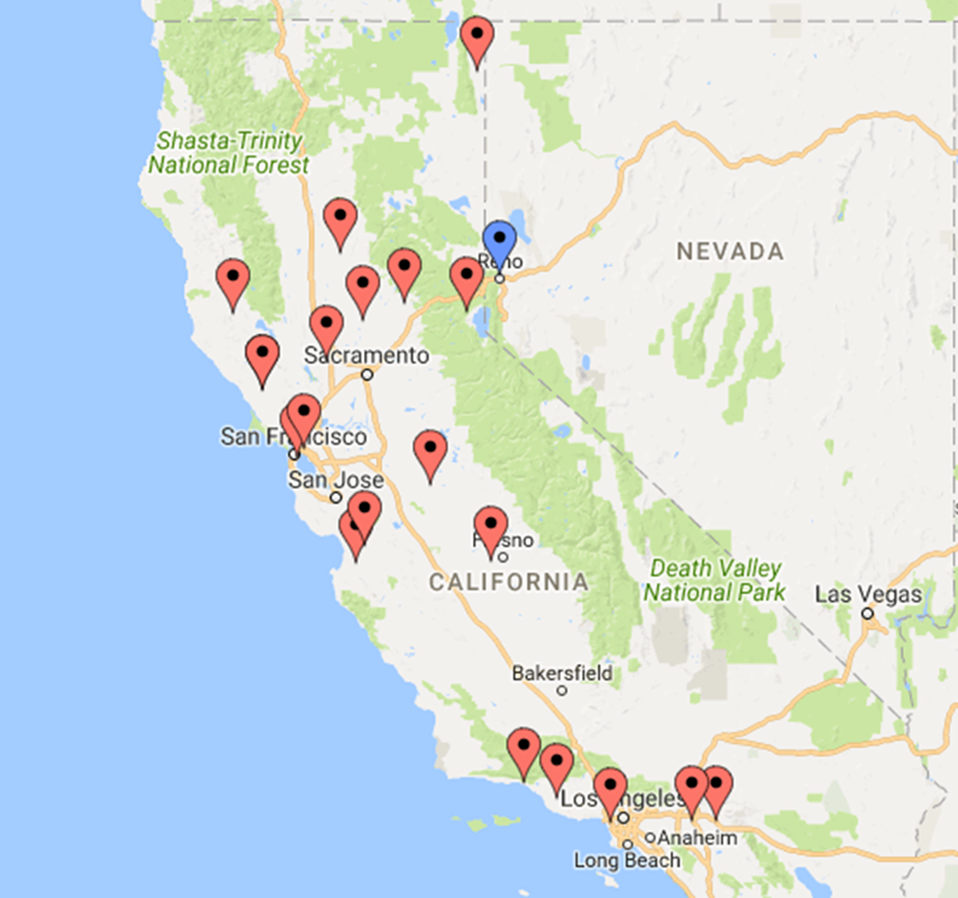 Shasta-Trinity
National Forest
Reno
NEVADA
Sacramento
San Francisco
San Jose
Fresno
CALIFORNIA
Death Valley
National Park
Las Vegas
Bakersfield
Los Angeles
Anaheim
Long Beach